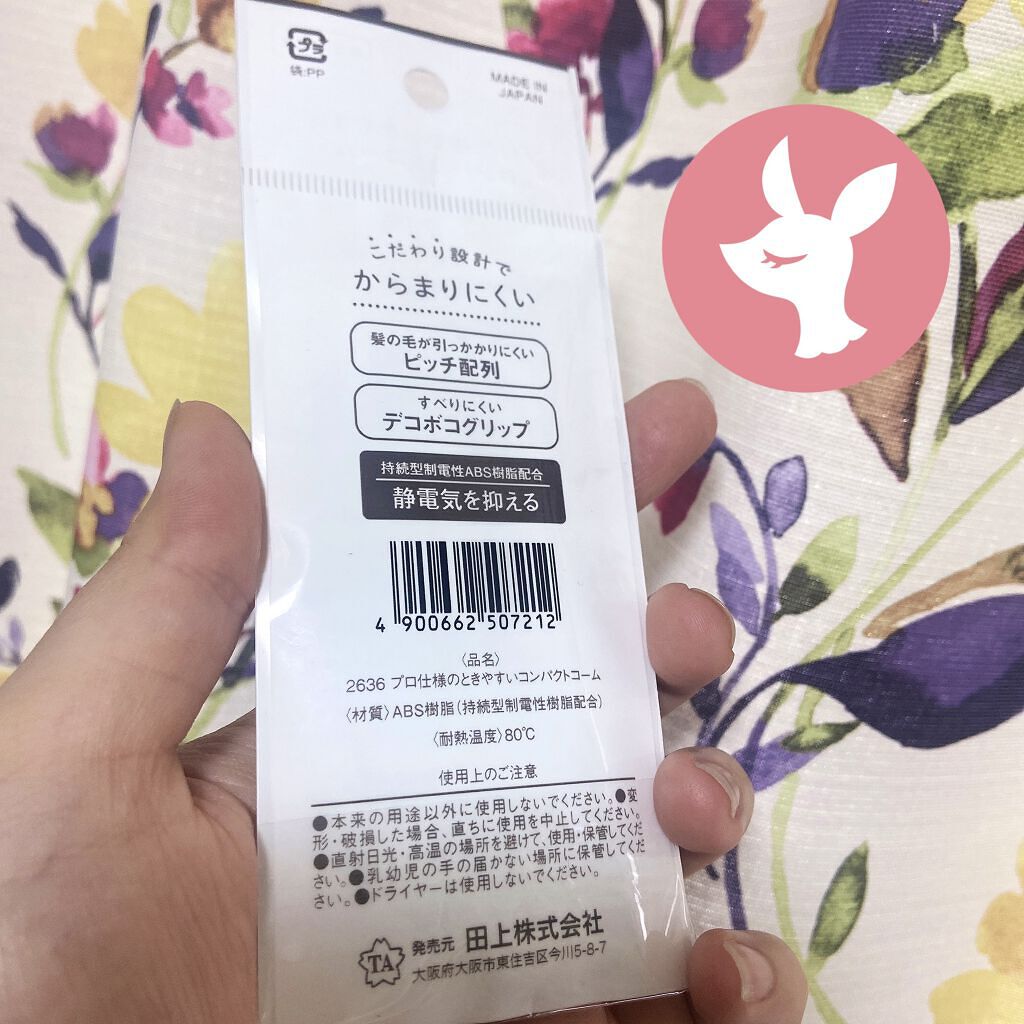 プラ
袋:PP
MADE IN
JAPAN
こだわり設計で
からまりにくい
髪の毛が引っかかりにくい
ピッチ配列
すべりにくい
デコボコグリップ
持続型制電性ABS樹脂配合
静電気を抑える
4 900662 507212
〈品名〉
2636 プロ仕様のときやすいコンパクトコーム
〈材質〉ABS樹脂(持続型制電性樹脂配合)
〈耐熱温度〉80℃
使用上のご注意
●本来の用途以外に使用しないでください。●変
形・破損した場合、直ちに使用を中止してください。
●直射日光・高温の場所を避けて、使用・保管してくだ
さい。●乳幼児の手の届かない場所に保管してくだ
さい。●ドライヤーは使用しないでください。
TA 発売元 田上株式会社
大阪府大阪市東住吉区今川5-8-7